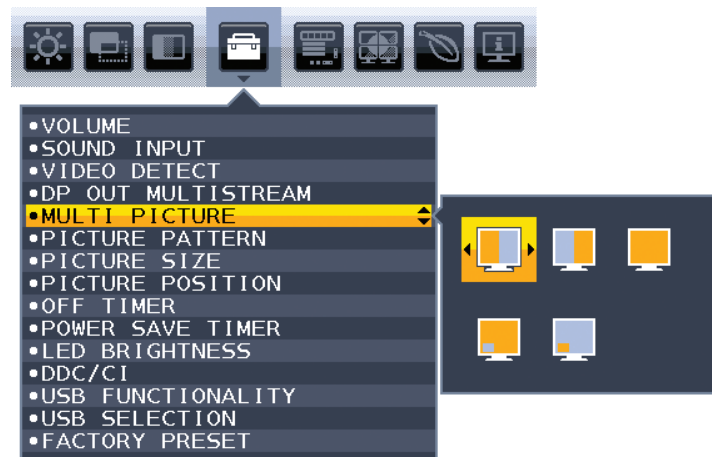 •VOLUME
•SOUND INPUT
•VIDEO DETECT
•DP OUT MULTISTREAM
•MULTI PICTURE
•PICTURE PATTERN
•PICTURE SIZE
•PICTURE POSITION
•OFF TIMER
•POWER SAVE TIMER
•LED BRIGHTNESS
•DDC/CI
•USB FUNCTIONALITY
•USB SELECTION
•FACTORY PRESET